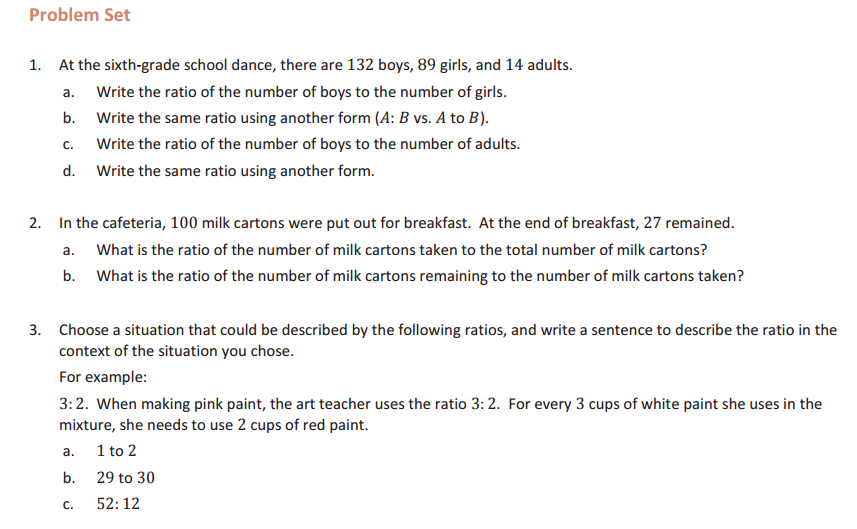 Problem Set
1. At the sixth-grade school dance, there are 132 boys, 89 girls, and 14 adults.
a. Write the ratio of the number of boys to the number of girls.
b. Write the same ratio using another form (A: B vs. A to B).
c. Write the ratio of the number of boys to the number of adults.
d. Write the same ratio using another form.
2. In the cafeteria, 100 milk cartons were put out for breakfast. At the end of breakfast, 27 remained.
a. What is the ratio of the number of milk cartons taken to the total number of milk cartons?
b. What is the ratio of the number of milk cartons remaining to the number of milk cartons taken?
3. Choose a situation that could be described by the following ratios, and write a sentence to describe the ratio in the
context of the situation you chose.
For example:
3: 2. When making pink paint, the art teacher uses the ratio 3: 2. For every 3 cups of white paint she uses in the
mixture, she needs to use 2 cups of red paint.
a. 1 to 2
b. 29 to 30
c. 52: 12